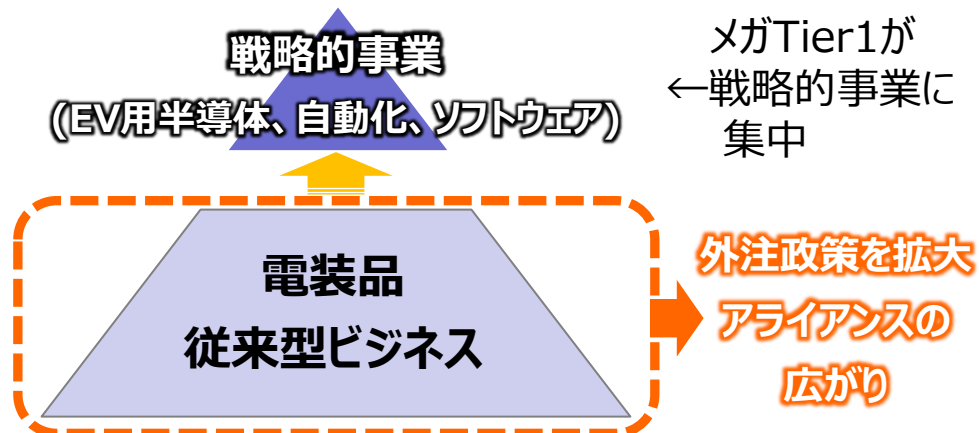 戦略的事業
(EV用半導体、自動化、ソフトウェア)
メガTier1が
←戦略的事業に
集中
電装品
従来型ビジネス
外注政策を拡大
アライアンスの
広がり